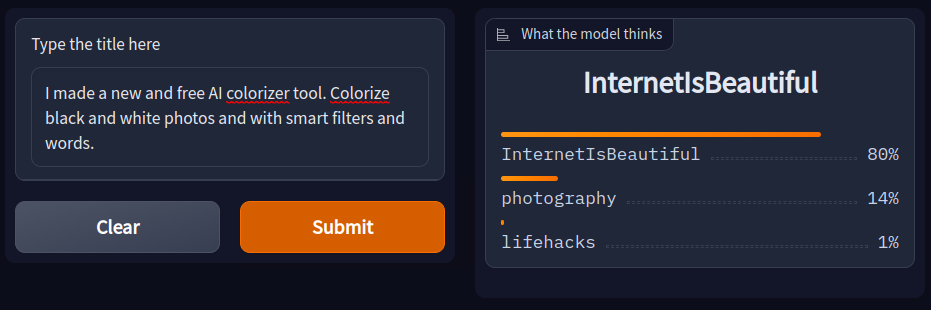 Type the title here
I made a new and free AI colorizer tool. Colorize
black and white photos and with smart filters and
words.
Clear
Submit
What the model thinks
InternetIsBeautiful
InternetIsBeautiful 80%
photography 14%
lifehacks 1%